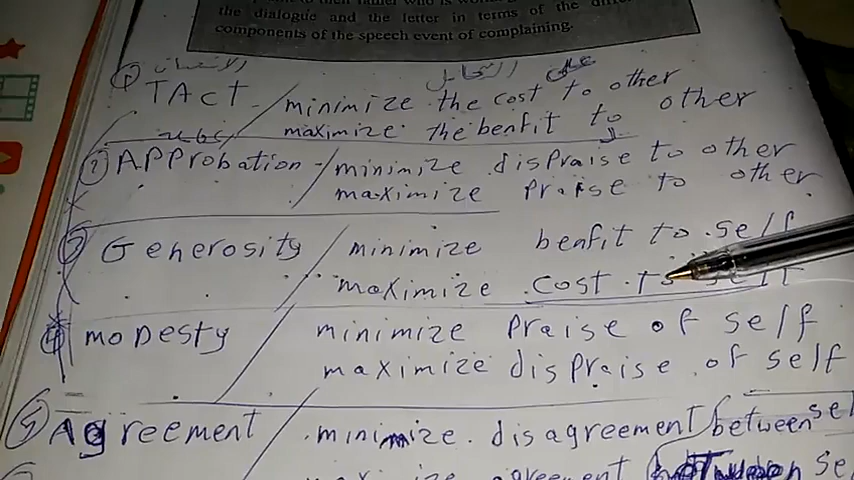 the dialogue and the letter in terms of the
components of the speech event of complaining.
① TACT / minimize the cost to other
maximize the benfit to other
② APProbation / minimize dispraise to other
maximize praise to other
③ Generosity / minimize benfit to self
maximize cost to self
④ modesty / minimize Praise of self
maximize dispraise of self
⑤ Agreement / minimize disagreement between
agreement